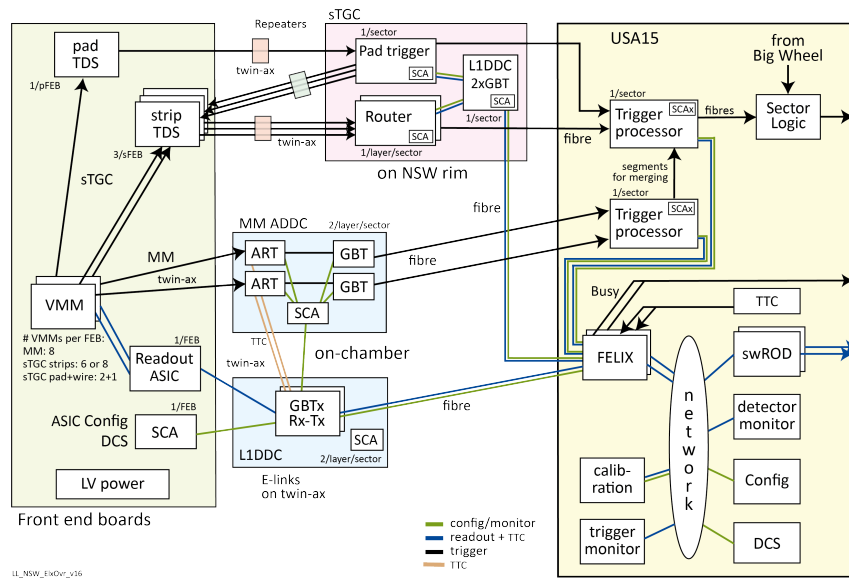 Repeaters
sTGC
USA15
pad
TDS
1/pFEB
twin-ax
1/sector
Pad trigger
SCA
L1DDC
2xGBT
SCA
1/sector
from
Big Wheel
strip
TDS
3/sFEB
twin-ax
Router
SCA
1/layer/sector
on NSW rim
fibre
1/sector
Trigger
processor
SCAx
fibres
Sector
Logic
sTGC
segments
for merging
1/sector
Trigger
processor
SCAx
fibre
MM ADDC
2/layer/sector
MM
twin-ax
ART
GBT
ART
GBT
SCA
fibre
VMM
# VMMs per FEB:
MM: 8
sTGC strips: 6 or 8
sTGC pad+wire: 2+1
1/FEB
Readout
ASIC
TTC
twin-ax
on-chamber
Busy
TTC
FELIX
swROD
network
detector
monitor
ASIC Config
DCS
1/FEB
SCA
GBTx
Rx-Tx
SCA
L1DDC
2/layer/sector
fibre
calib-
ration
Config
LV power
E-links
on twin-ax
trigger
monitor
DCS
Front end boards
config/monitor
readout + TTC
trigger
TTC
LL_NSW_ElxOvr_v16